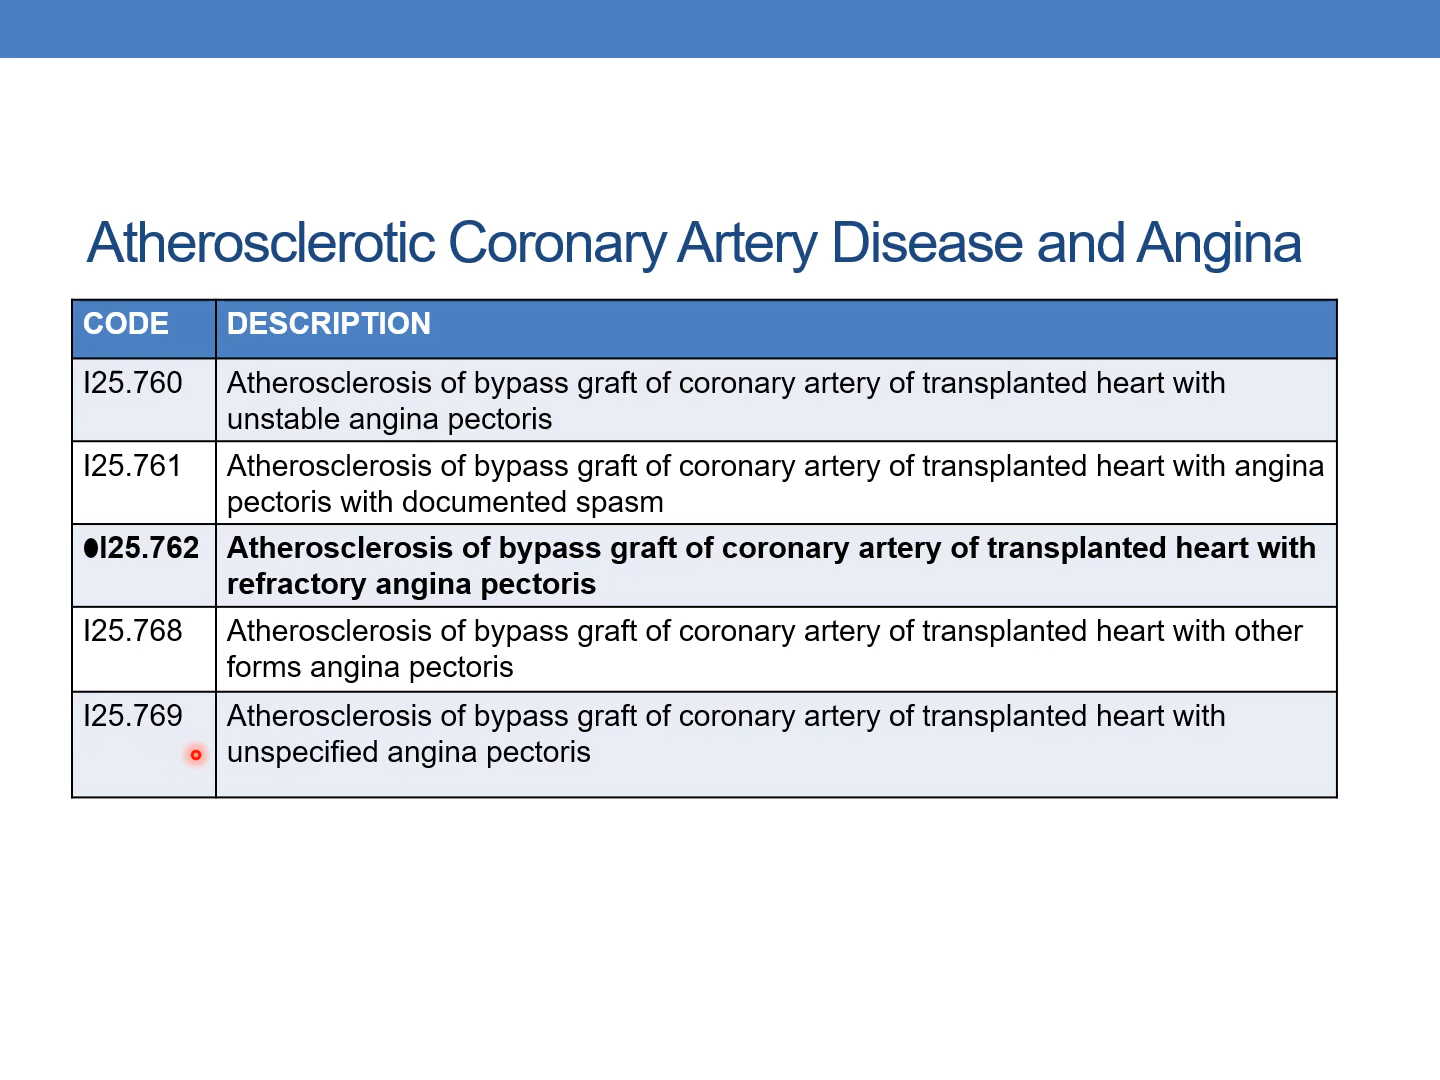 Atherosclerotic Coronary Artery Disease and Angina
CODE DESCRIPTION
I25.760 Atherosclerosis of bypass graft of coronary artery of transplanted heart with
unstable angina pectoris
I25.761 Atherosclerosis of bypass graft of coronary artery of transplanted heart with angina
pectoris with documented spasm
●I25.762 Atherosclerosis of bypass graft of coronary artery of transplanted heart with
refractory angina pectoris
I25.768 Atherosclerosis of bypass graft of coronary artery of transplanted heart with other
forms angina pectoris
I25.769 Atherosclerosis of bypass graft of coronary artery of transplanted heart with
unspecified angina pectoris